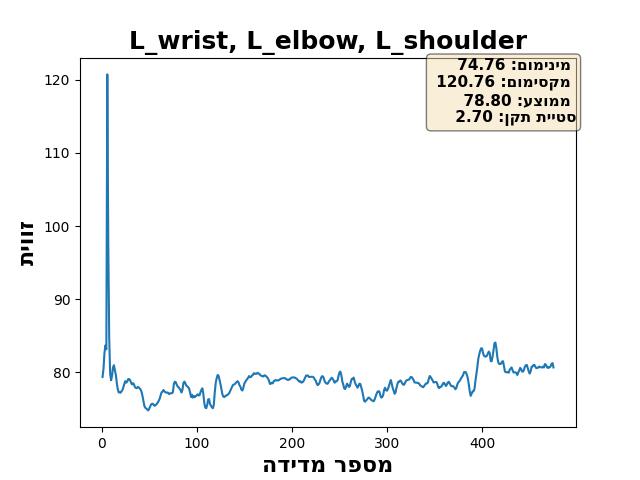 L_wrist, L_elbow, L_shoulder
מינימום: 74.76
מקסימום: 120.76
ממוצע: 78.80
סטיית תקן: 2.70
120
110
100
90
80
זווית
0 100 200 300 400
מספר מדידה